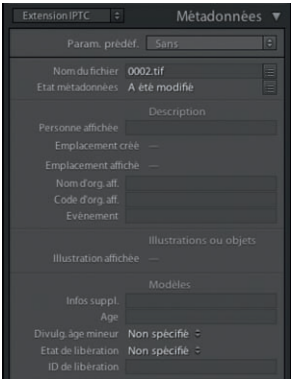 Extension IPTC Métadonnées
Param. prédéf. Sans
Nom du fichier 0002.tif
Etat métadonnées A été modifié
Description
Personne affichée
Emplacement créé —
Emplacement affiché —
Nom d'org. aff.
Code d'org. aff.
Evènement
Illustrations ou objets
Illustration affichée —
Modèles
Infos suppl.
Age
Divulg. âge mineur Non spécifié
Etat de libération Non spécifié
ID de libération